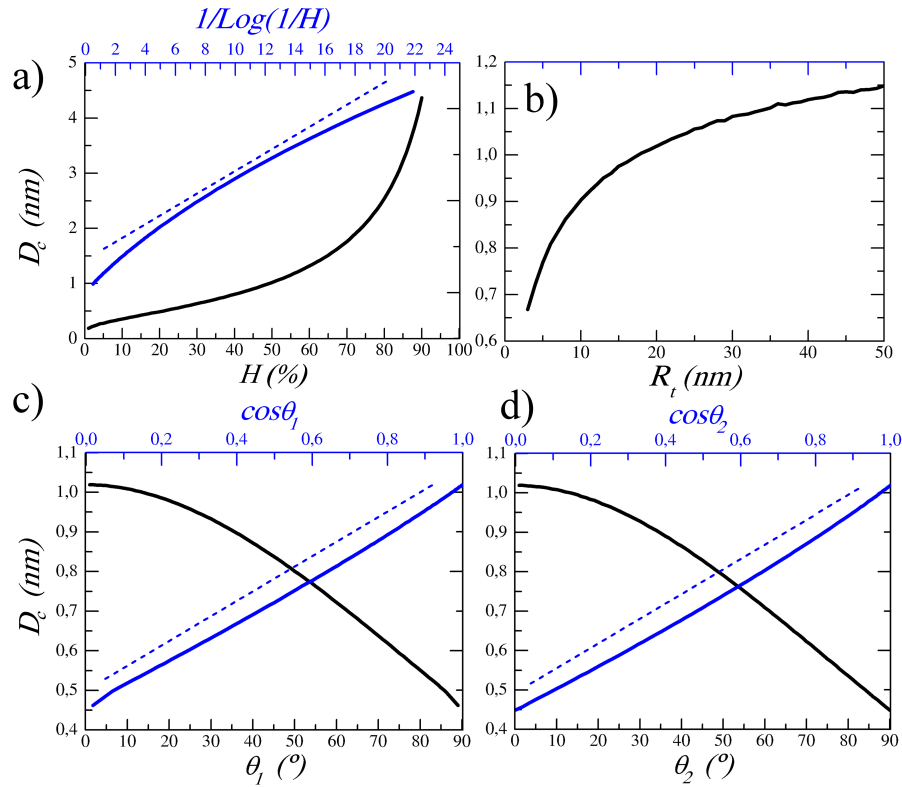 1/Log(1/H)
0 2 4 6 8 10 12 14 16 18 20 22 24
a)
5
4
3
2
1
0
D_c (nm)
0 10 20 30 40 50 60 70 80 90 100
H (%)
b)
1,2
1,1
1,0
0,9
0,8
0,7
0,6
0 10 20 30 40 50
R_t (nm)
c)
cosθ_1
0,0 0,2 0,4 0,6 0,8 1,0
1,1
1,0
0,9
0,8
0,7
0,6
0,5
0,4
D_c (nm)
0 10 20 30 40 50 60 70 80 90
θ_1 (º)
d)
cosθ_2
0,0 0,2 0,4 0,6 0,8 1,0
1,1
1,0
0,9
0,8
0,7
0,6
0,5
0,4
0 10 20 30 40 50 60 70 80 90
θ_2 (º)